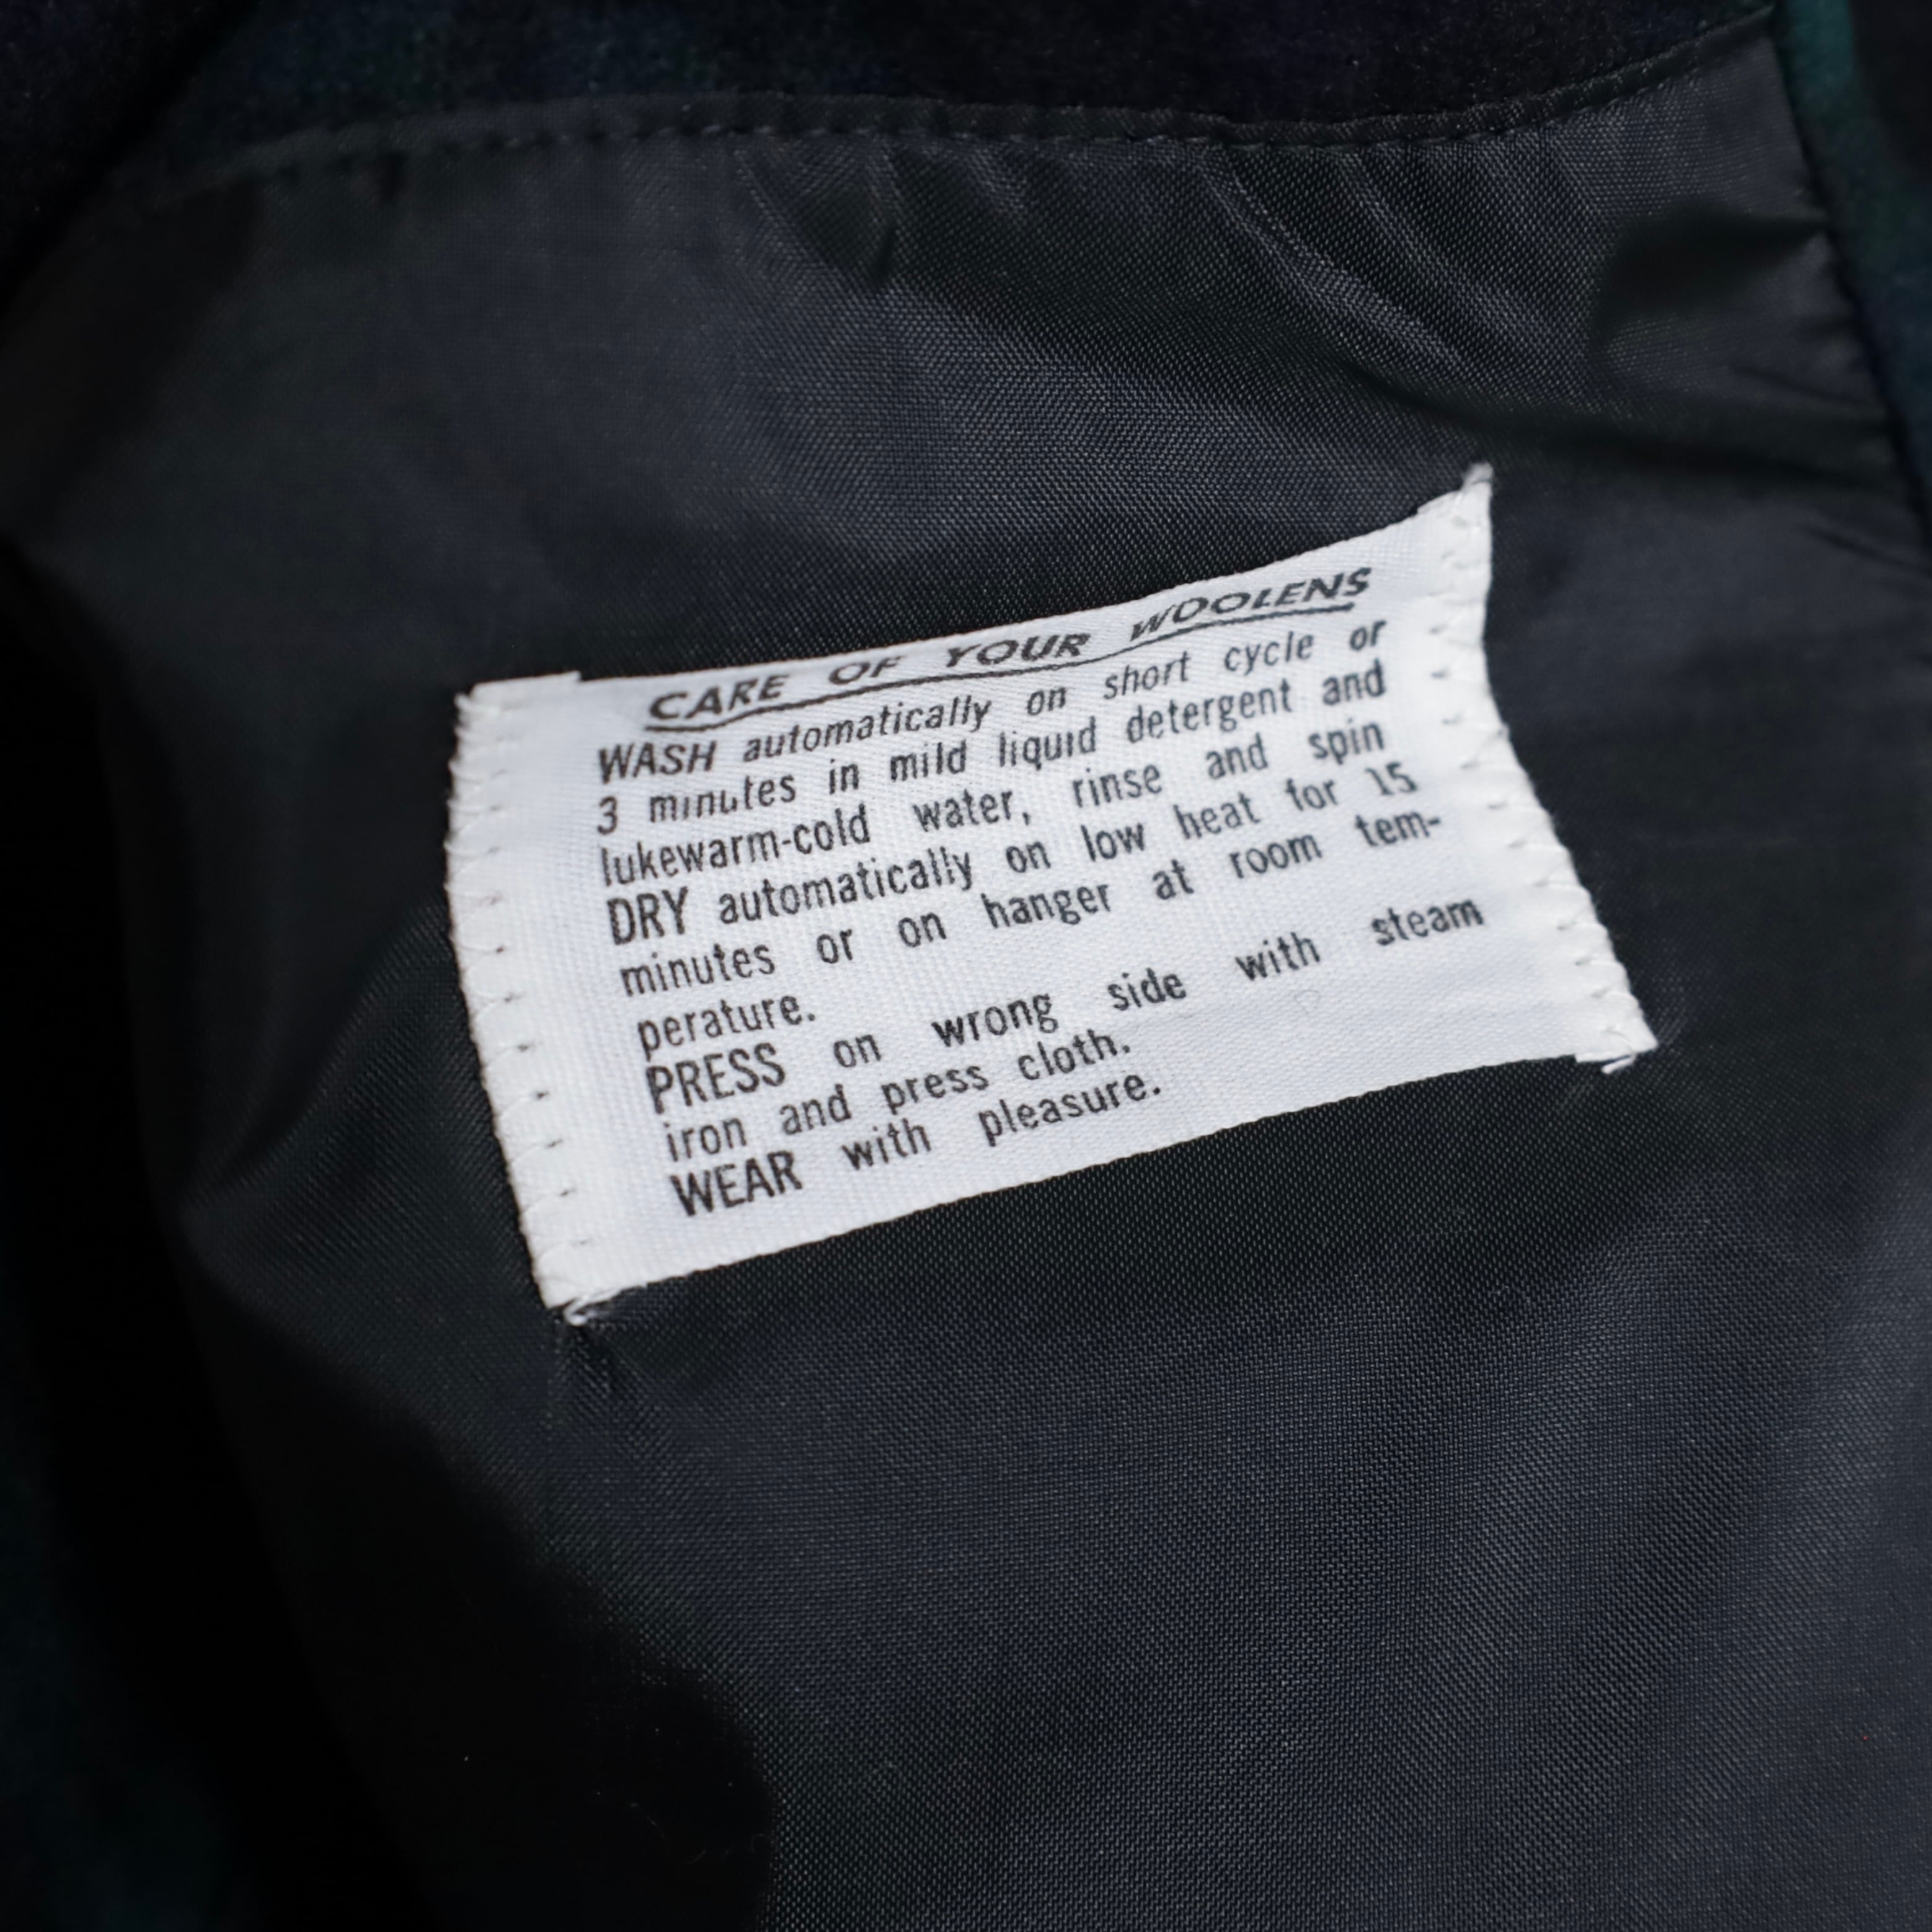 CARE OF YOUR WOOLENS
WASH automatically on short cycle or
3 minutes in mild liquid detergent and
lukewarm-cold water, rinse and spin
DRY automatically on low heat for 15
minutes or on hanger at room tem-
perature.
PRESS on wrong side with steam
iron and press cloth.
WEAR with pleasure.